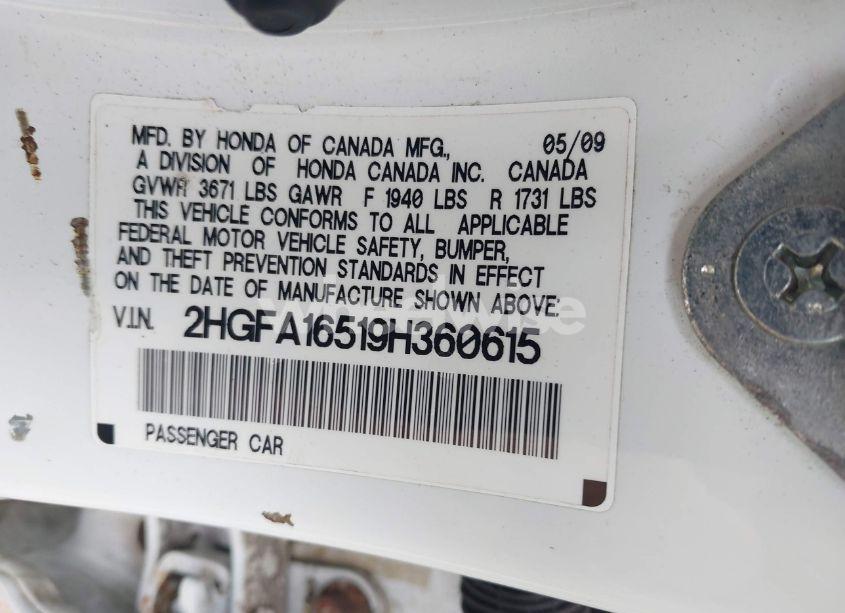 MFD. BY HONDA OF CANADA MFG., 05/09
A DIVISION OF HONDA CANADA INC. CANADA
GVWR 3671 LBS GAWR F 1940 LBS R 1731 LBS
THIS VEHICLE CONFORMS TO ALL APPLICABLE
FEDERAL MOTOR VEHICLE SAFETY, BUMPER,
AND THEFT PREVENTION STANDARDS IN EFFECT
ON THE DATE OF MANUFACTURE SHOWN ABOVE:
V.I.N. 2HGFA16519H360615
PASSENGER CAR